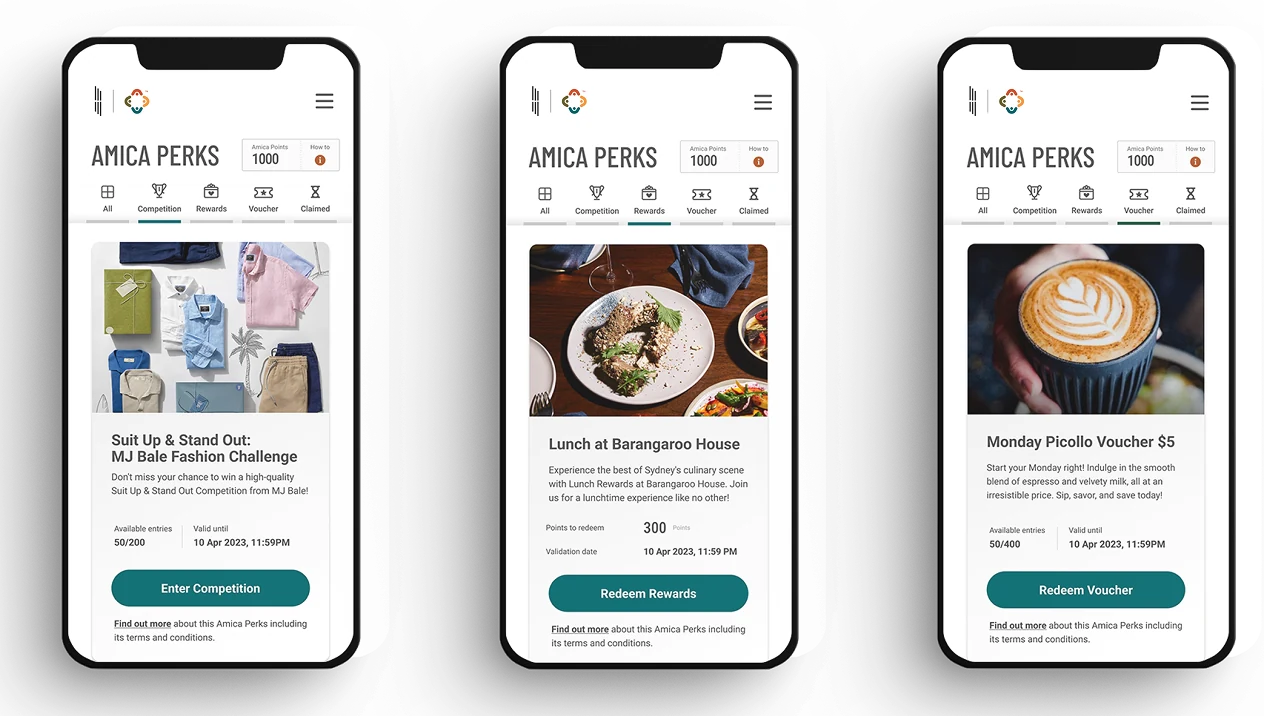 AMICA PERKS
Amica Points
1000
How to
All
Competition
Rewards
Voucher
Claimed
Suit Up & Stand Out:
MJ Bale Fashion Challenge
Don't miss your chance to win a high-quality
Suit Up & Stand Out Competition from MJ Bale!
Available entries
50/200
Valid until
10 Apr 2023, 11:59PM
Enter Competition
Find out more about this Amica Perks including
its terms and conditions.
AMICA PERKS
Amica Points
1000
How to
All
Competition
Rewards
Voucher
Claimed
Lunch at Barangaroo House
Experience the best of Sydney's culinary scene
with Lunch Rewards at Barangaroo House. Join
us for a lunchtime experience like no other!
Points to redeem
300 Points
Validation date
10 Apr 2023, 11:59 PM
Redeem Rewards
Find out more about this Amica Perks including
its terms and conditions.
AMICA PERKS
Amica Points
1000
How to
All
Competition
Rewards
Voucher
Claimed
Monday Picollo Voucher $5
Start your Monday right! Indulge in the smooth
blend of espresso and velvety milk, all at an
irresistible price. Sip, savor, and save today!
Available entries
50/400
Valid until
10 Apr 2023, 11:59PM
Redeem Voucher
Find out more about this Amica Perks including
its terms and conditions.